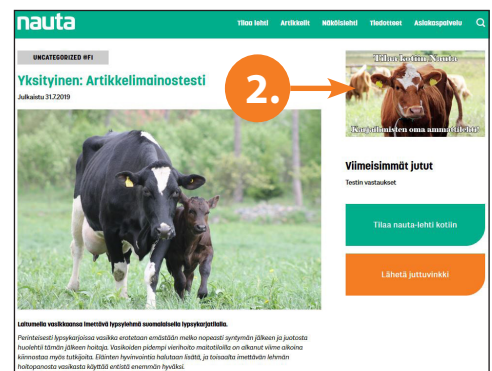 nauta
Tilaa lehti Artikkelit Näköislehti Tiedotteet Asiakaspalvelu
UNCATEGORIZED @FI
Yksityinen: Artikkelimainostesti
Julkaistu 31.7.2019
2.
Tilaa kotiin Nauta
Karjatilallisten oma ammattilehti!
Viimeisimmät jutut
Testin vastaukset
Tilaa nauta-lehti kotiin
Lähetä juttuvinkki
Laitumella vasikkaansa imettävä lypsylehmä suomalaisella lypsykarjatilalla.
Perinteisesti lypsykarjoissa vasikka erotetaan emästään melko nopeasti syntymän jälkeen ja juotosta
huolehtii tämän jälkeen hoitaja. Vasikoiden pidempi vierihoito maitotiloilla on alkanut viime aikoina
kiinnostaa myös tutkijoita. Eläinten hyvinvointia halutaan lisätä, ja toisaalta imettävän lehmän
hoitopanosta vasikasta käyttää entistä enemmän hyväksi.